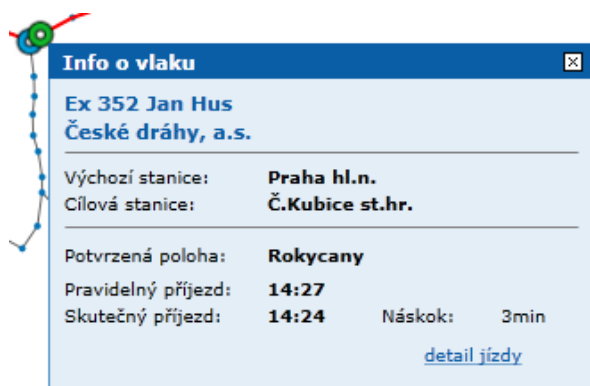 Info o vlaku
Ex 352 Jan Hus
České dráhy, a.s.
Výchozí stanice: Praha hl.n.
Cílová stanice: Č.Kubice st.hr.
Potvrzená poloha: Rokycany
Pravidelný příjezd: 14:27
Skutečný příjezd: 14:24 Náskok: 3min
detail jízdy